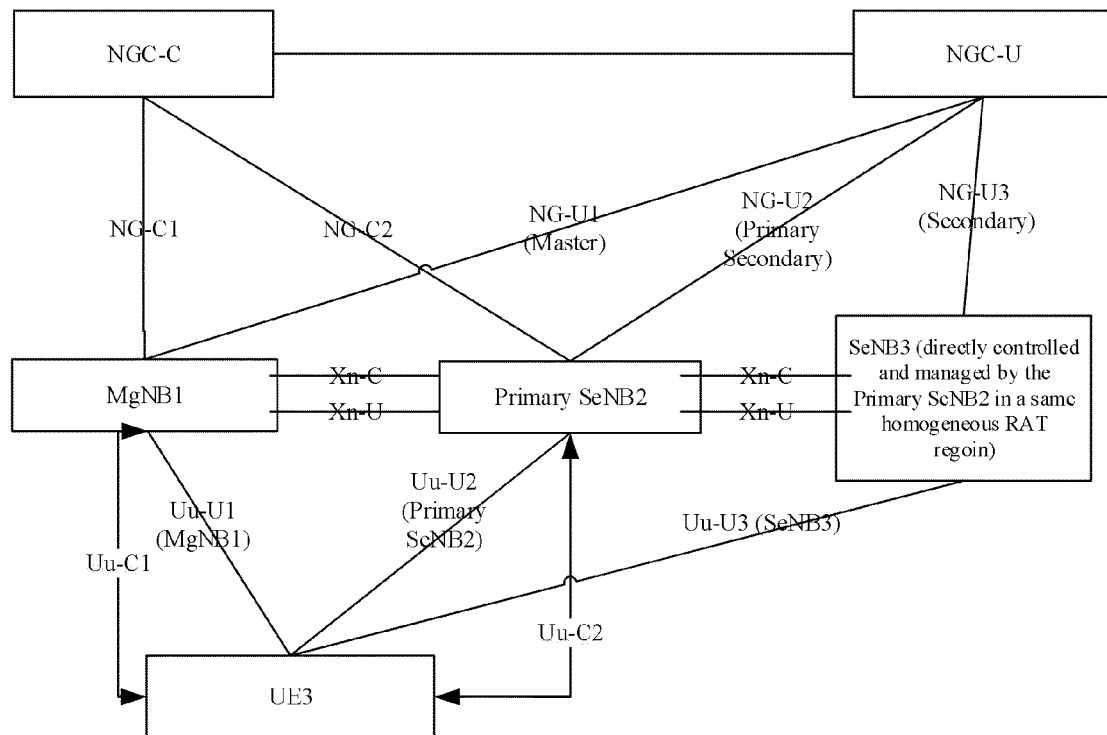 NGC-C
NGC-U
NG-C1
NG-C2
NG-U1
(Master)
NG-U2
(Primary
Secondary)
NG-U3
(Secondary)
MgNB1
Xn-C
Xn-U
Primary SeNB2
Xn-C
Xn-U
SeNB3 (directly controlled
and managed by the
Primary SeNB2 in a same
homogeneous RAT
regoin)
Uu-C1
Uu-U1
(MgNB1)
Uu-U2
(Primary
SeNB2)
Uu-C2
Uu-U3 (SeNB3)
UE3